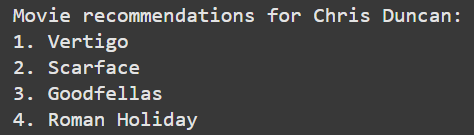 Movie recommendations for Chris Duncan:
1. Vertigo
2. Scarface
3. Goodfellas
4. Roman Holiday